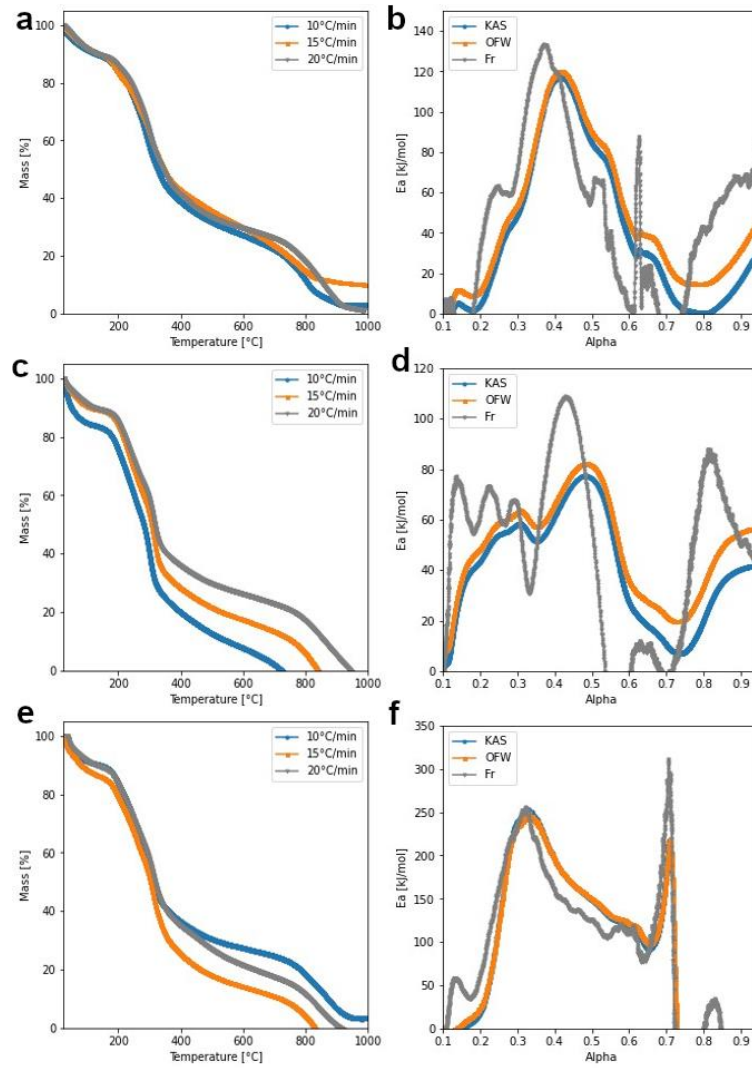 a
100
80
60
40
20
0
Mass [%]
10°C/min
15°C/min
20°C/min
200
400
600
800
1000
Temperature [°C]
b
140
120
100
80
60
40
20
0
Ea [kJ/mol]
KAS
OFW
Fr
0.1
0.2
0.3
0.4
0.5
0.6
0.7
0.8
0.9
Alpha
c
100
80
60
40
20
0
Mass [%]
10°C/min
15°C/min
20°C/min
200
400
600
800
1000
Temperature [°C]
d
120
100
80
60
40
20
0
Ea [kJ/mol]
KAS
OFW
Fr
0.1
0.2
0.3
0.4
0.5
0.6
0.7
0.8
0.9
Alpha
e
100
80
60
40
20
0
Mass [%]
10°C/min
15°C/min
20°C/min
200
400
600
800
1000
Temperature [°C]
f
350
300
250
200
150
100
50
0
Ea [kJ/mol]
KAS
OFW
Fr
0.1
0.2
0.3
0.4
0.5
0.6
0.7
0.8
0.9
Alpha